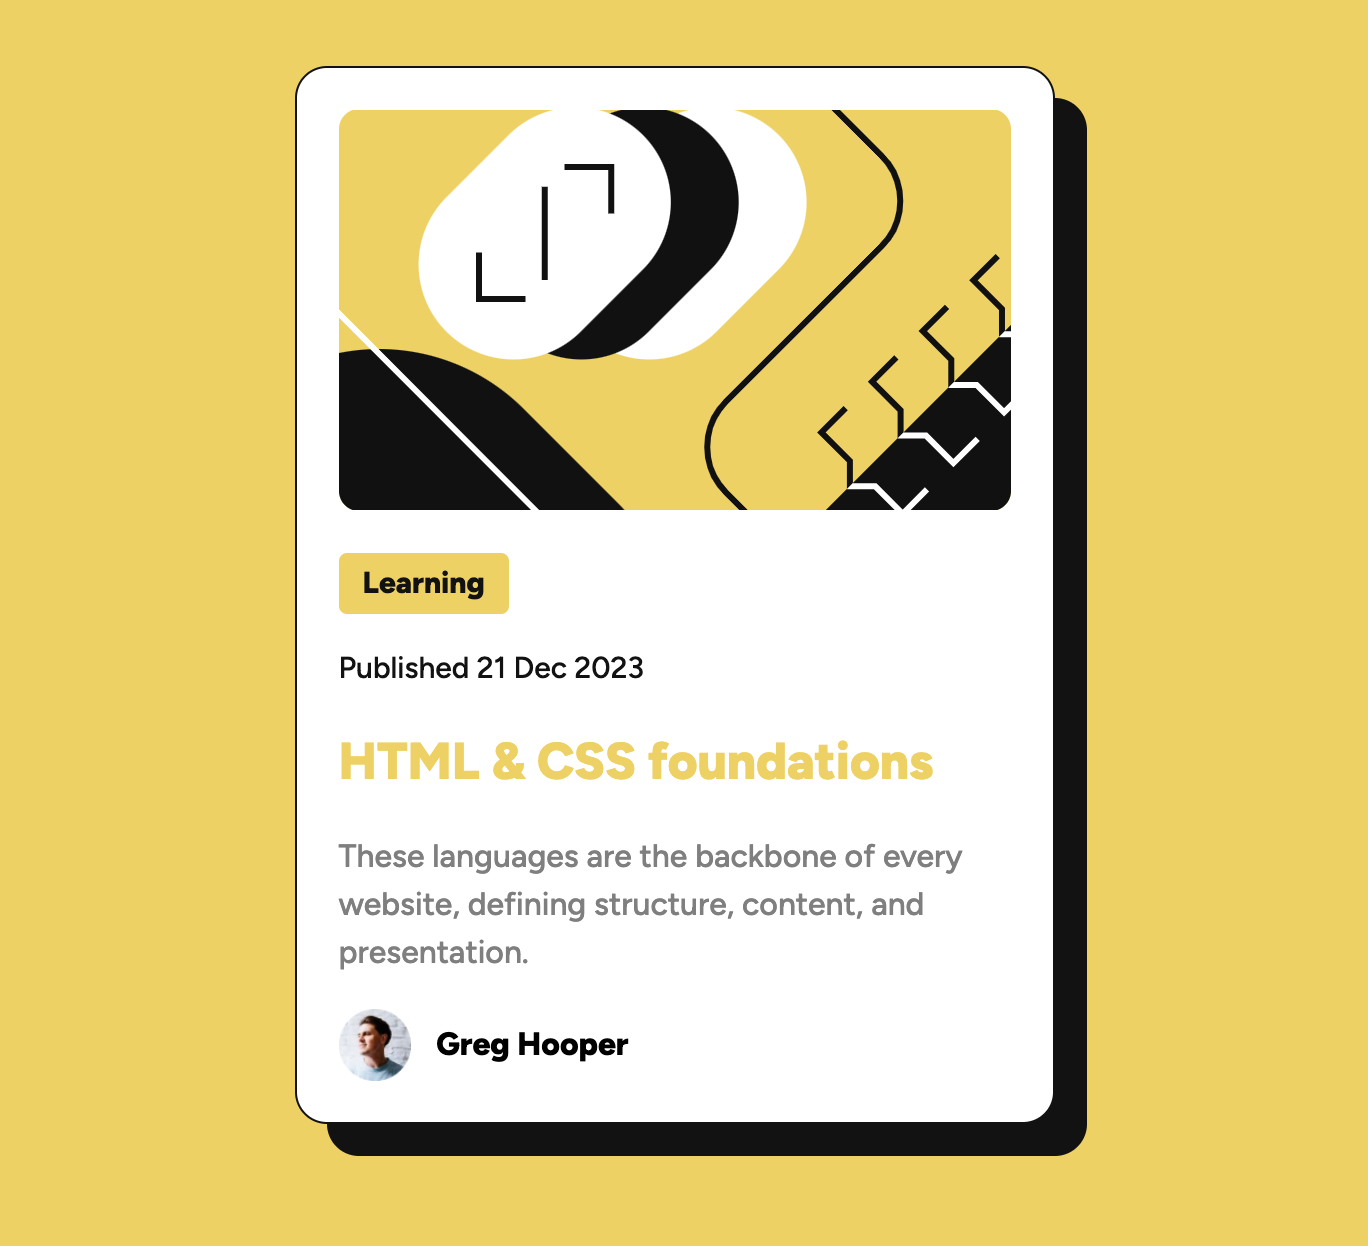 Learning
Published 21 Dec 2023
HTML & CSS foundations
These languages are the backbone of every
website, defining structure, content, and
presentation.
Greg Hooper